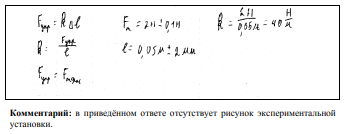 Fупр = k Δl
Fт = 2Н ± 0,1Н
k = 2Н / 0,05м = 40 Н/м
k = Fупр / l
l = 0,05м ± 2мм
Fупр = Fтяж
Комментарий: в приведённом ответе отсутствует рисунок экспериментальной
установки.